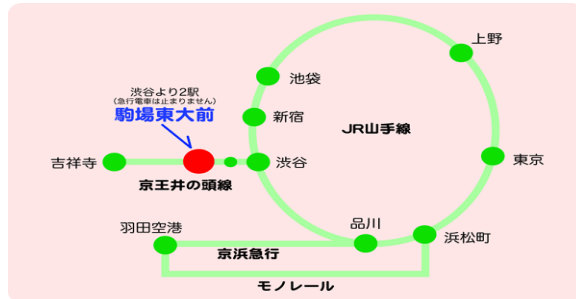 上野
池袋
渋谷より2駅
(急行電車は止まりません)
駒場東大前
新宿
JR山手線
吉祥寺
渋谷
東京
京王井の頭線
羽田空港
品川
浜松町
京浜急行
モノレール